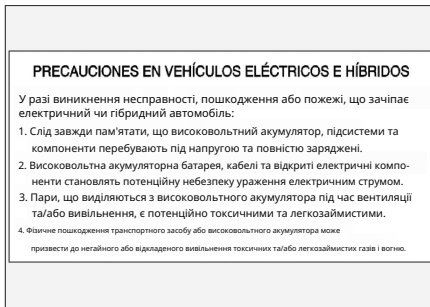 PRECAUCIONES EN VEHÍCULOS ELÉCTRICOS E HÍBRIDOS
У разі виникнення несправності, пошкодження або пожежі, що зачіпає
електричний чи гібридний автомобіль:
1. Слід завжди пам'ятати, що високовольтний акумулятор, підсистеми та
компоненти перебувають під напругою та повністю заряджені.
2. Високовольтна акумуляторна батарея, кабелі та відкриті електричні компо-
ненти становлять потенційну небезпеку ураження електричним струмом.
3. Пари, що виділяються з високовольтного акумулятора під час вентиляції
та/або вивільнення, є потенційно токсичними та легкозаймистими.
4. Фізичне пошкодження транспортного засобу або високовольтного акумулятора може
призвести до негайного або відкладеного вивільнення токсичних та/або легкозаймистих газів і вогню.